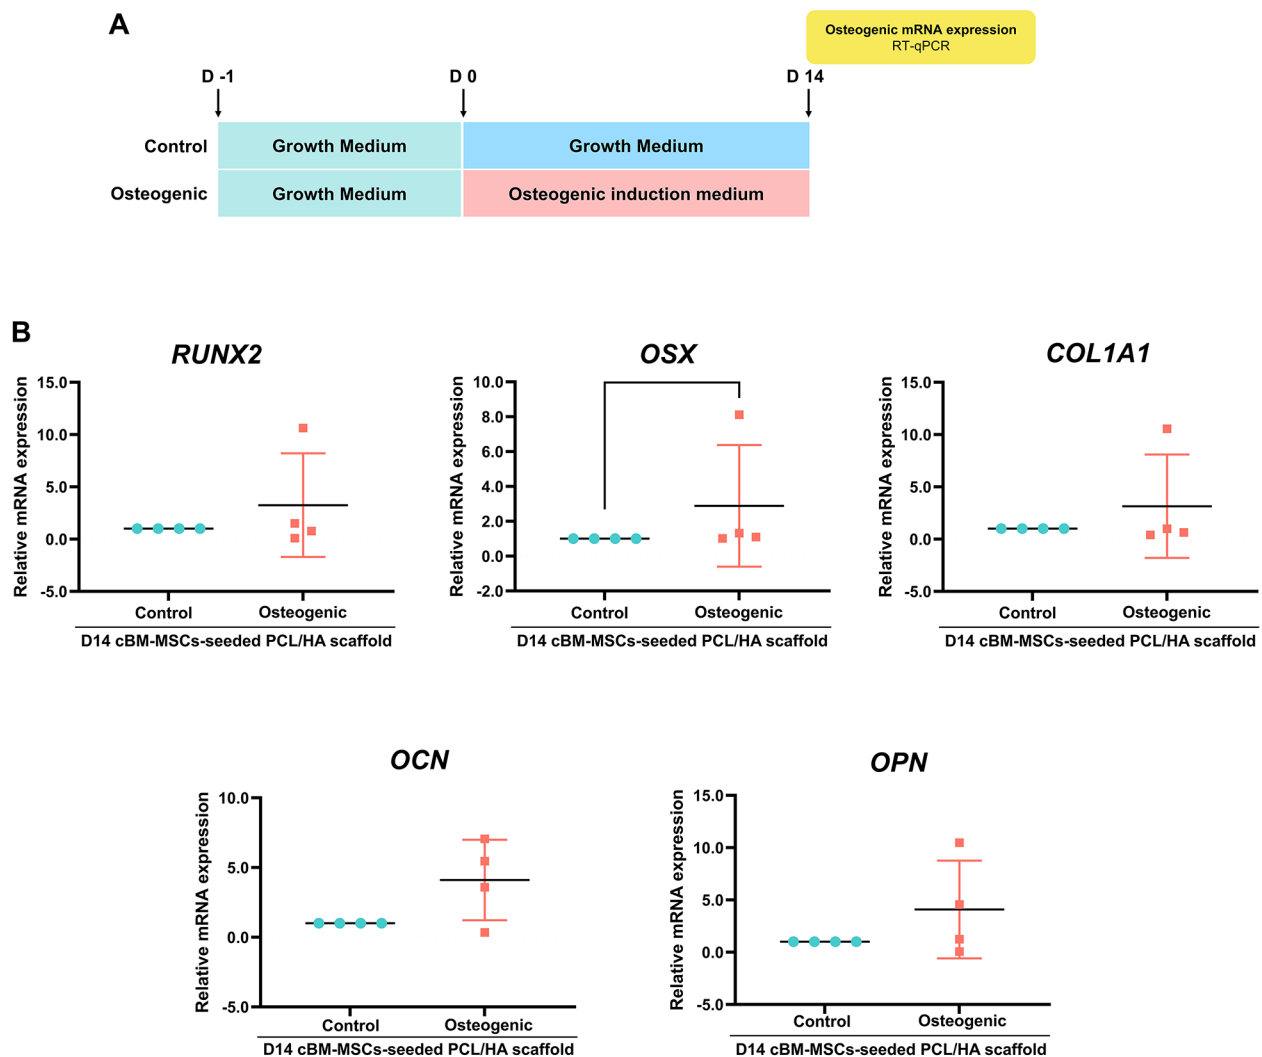 A
Osteogenic mRNA expression
RT-qPCR
D -1
D 0
D 14
Control
Growth Medium
Growth Medium
Osteogenic
Growth Medium
Osteogenic induction medium
B
RUNX2
Relative mRNA expression
15.0
10.0
5.0
0.0
-5.0
Control
Osteogenic
D14 cBM-MSCs-seeded PCL/HA scaffold
OSX
Relative mRNA expression
10.0
8.0
6.0
4.0
2.0
0.0
-2.0
Control
Osteogenic
D14 cBM-MSCs-seeded PCL/HA scaffold
COL1A1
Relative mRNA expression
15.0
10.0
5.0
0.0
-5.0
Control
Osteogenic
D14 cBM-MSCs-seeded PCL/HA scaffold
OCN
Relative mRNA expression
10.0
5.0
0.0
-5.0
Control
Osteogenic
D14 cBM-MSCs-seeded PCL/HA scaffold
OPN
Relative mRNA expression
15.0
10.0
5.0
0.0
-5.0
Control
Osteogenic
D14 cBM-MSCs-seeded PCL/HA scaffold